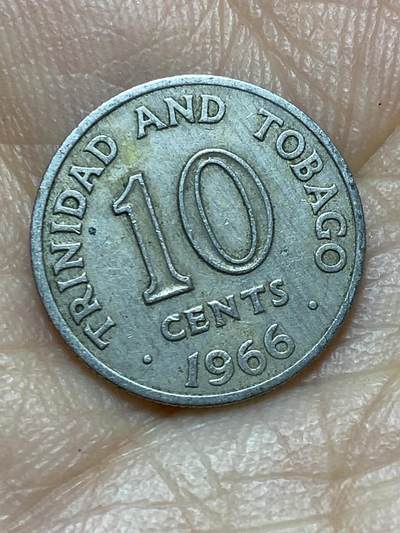 TRINIDAD AND TOBAGO
10
CENTS
· 1966 ·